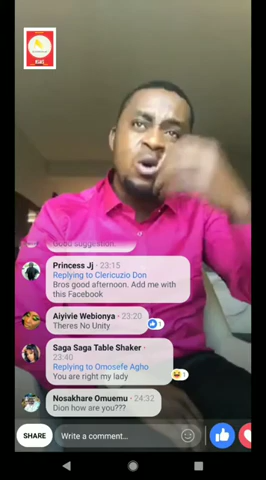 Good suggestion.
Princess Jj · 23:15
Replying to Clericuzio Don
Bros good afternoon. Add me with
this Facebook
Aiyivie Webionya · 23:20
Theres No Unity
1
Saga Saga Table Shaker ·
23:40
Replying to Omosefe Agho
You are right my lady
1
Nosakhare Omuemu · 24:32
Dion how are you???
SHARE
Write a comment...